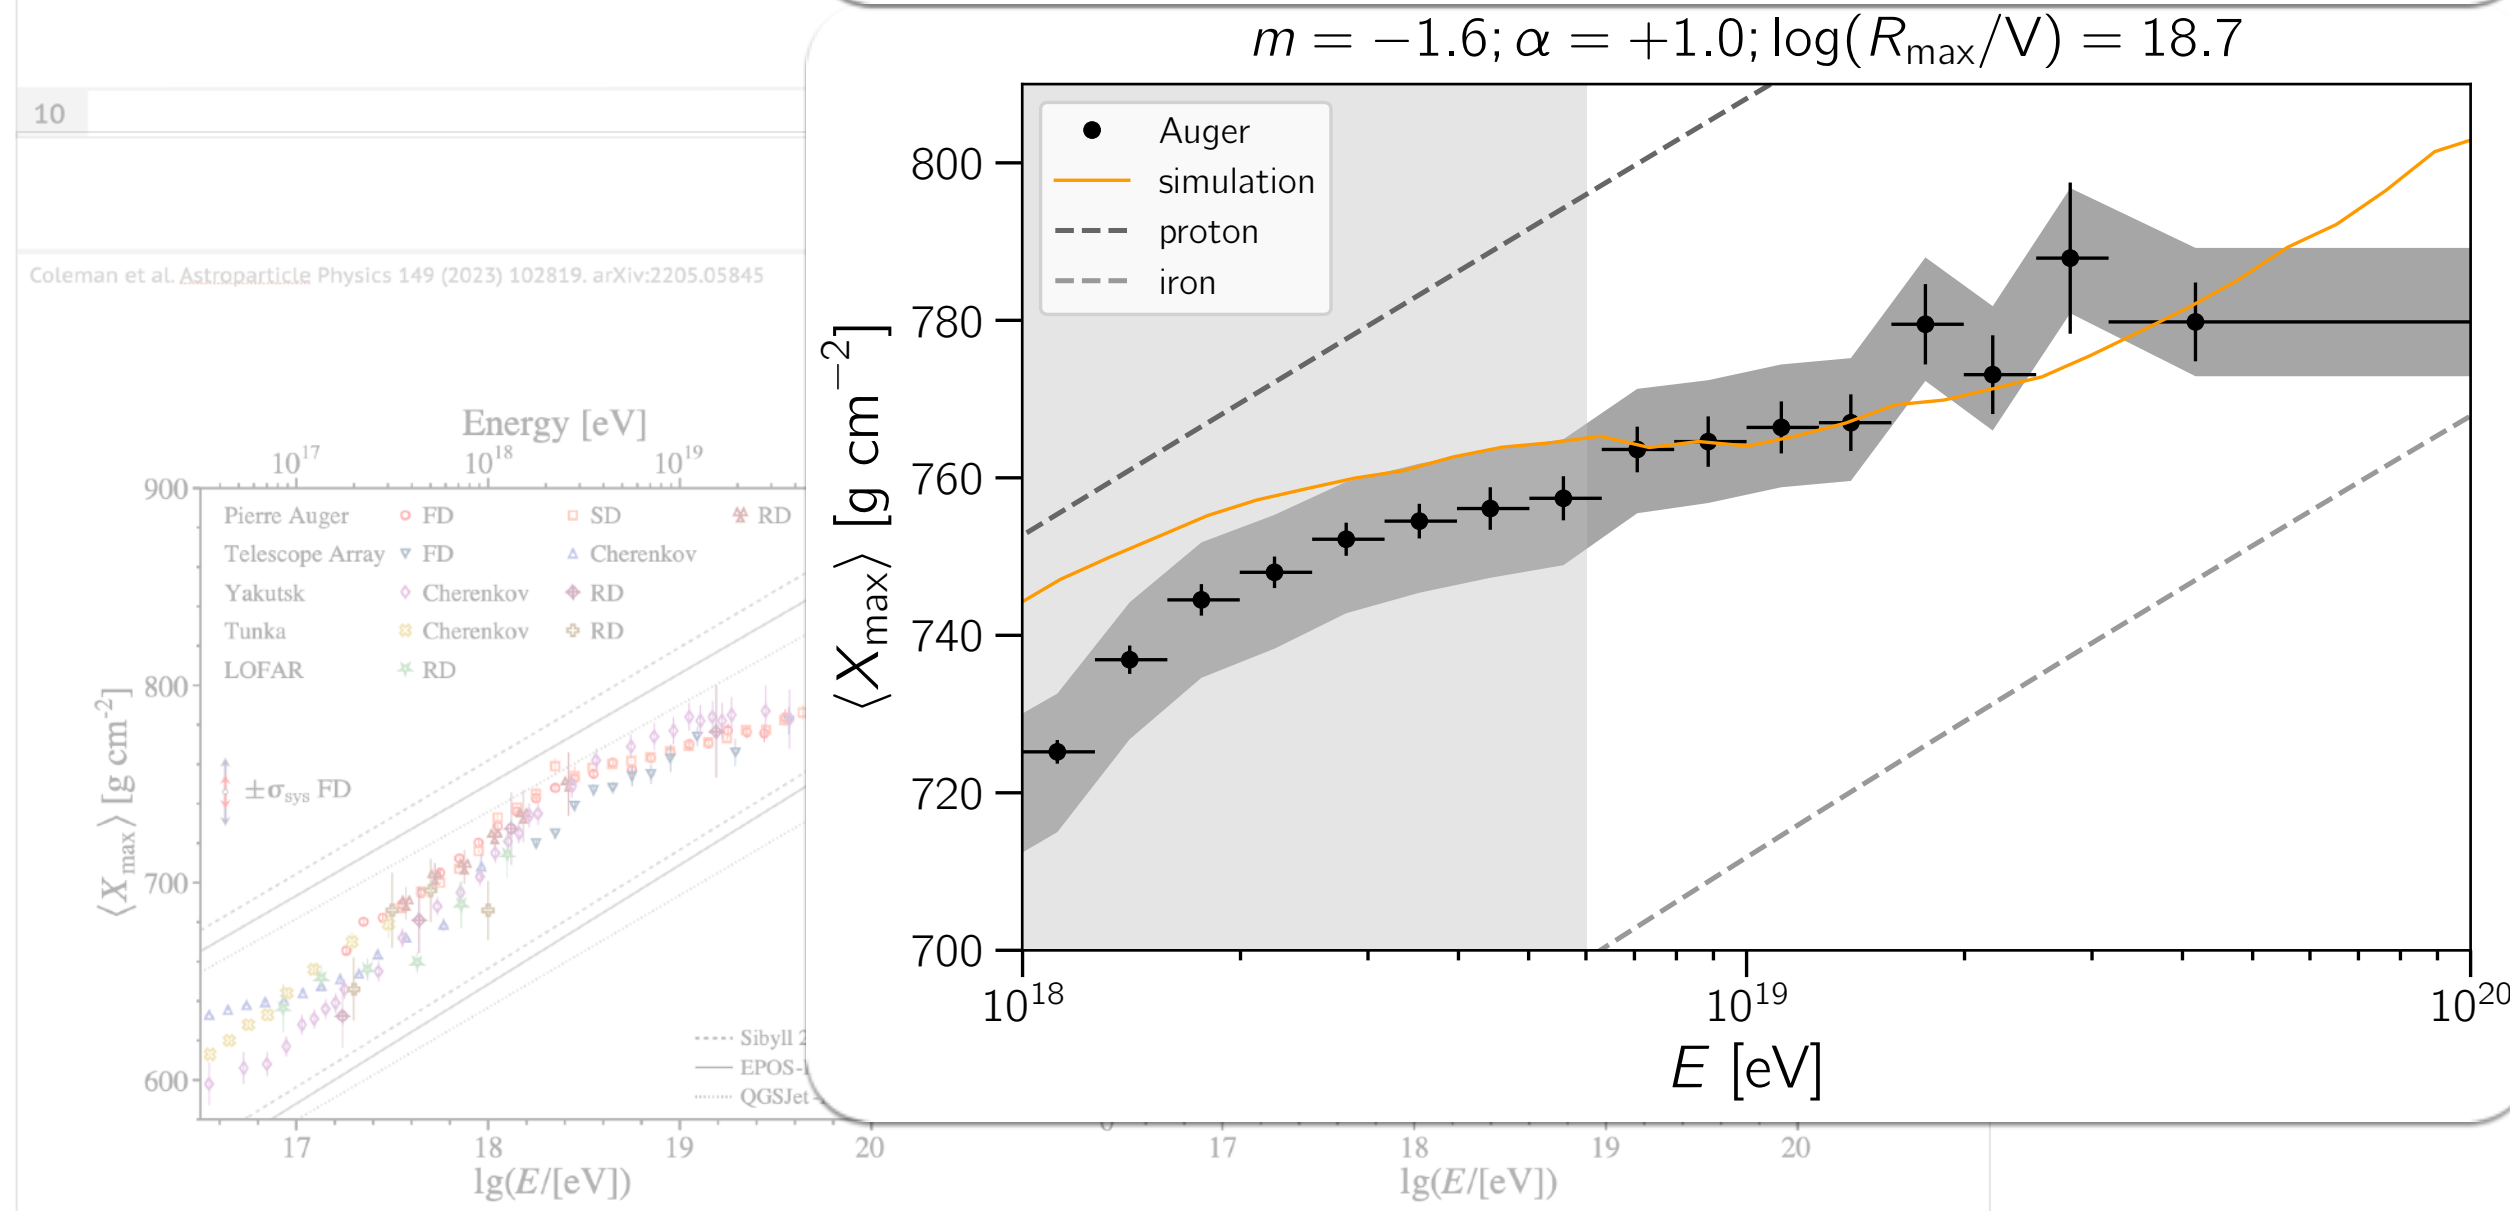 m = −1.6; α = +1.0; log(R_max/V) = 18.7
10
Coleman et al. Astroparticle Physics 149 (2023) 102819. arXiv:2205.05845
Auger
simulation
proton
iron
800
780
760
740
720
700
⟨X_max⟩ [g cm^−2]
10^18
10^19
10^20
E [eV]
Energy [eV]
10^17
10^18
10^19
900
800
700
600
⟨X_max⟩ [g cm^-2]
Pierre Auger
FD
SD
RD
Telescope Array
FD
Cherenkov
Yakutsk
Cherenkov
RD
Tunka
Cherenkov
RD
LOFAR
RD
±σ_sys FD
Sibyll 2
EPOS-
QGSJet
17
18
19
20
lg(E/[eV])
17
18
19
20
lg(E/[eV])